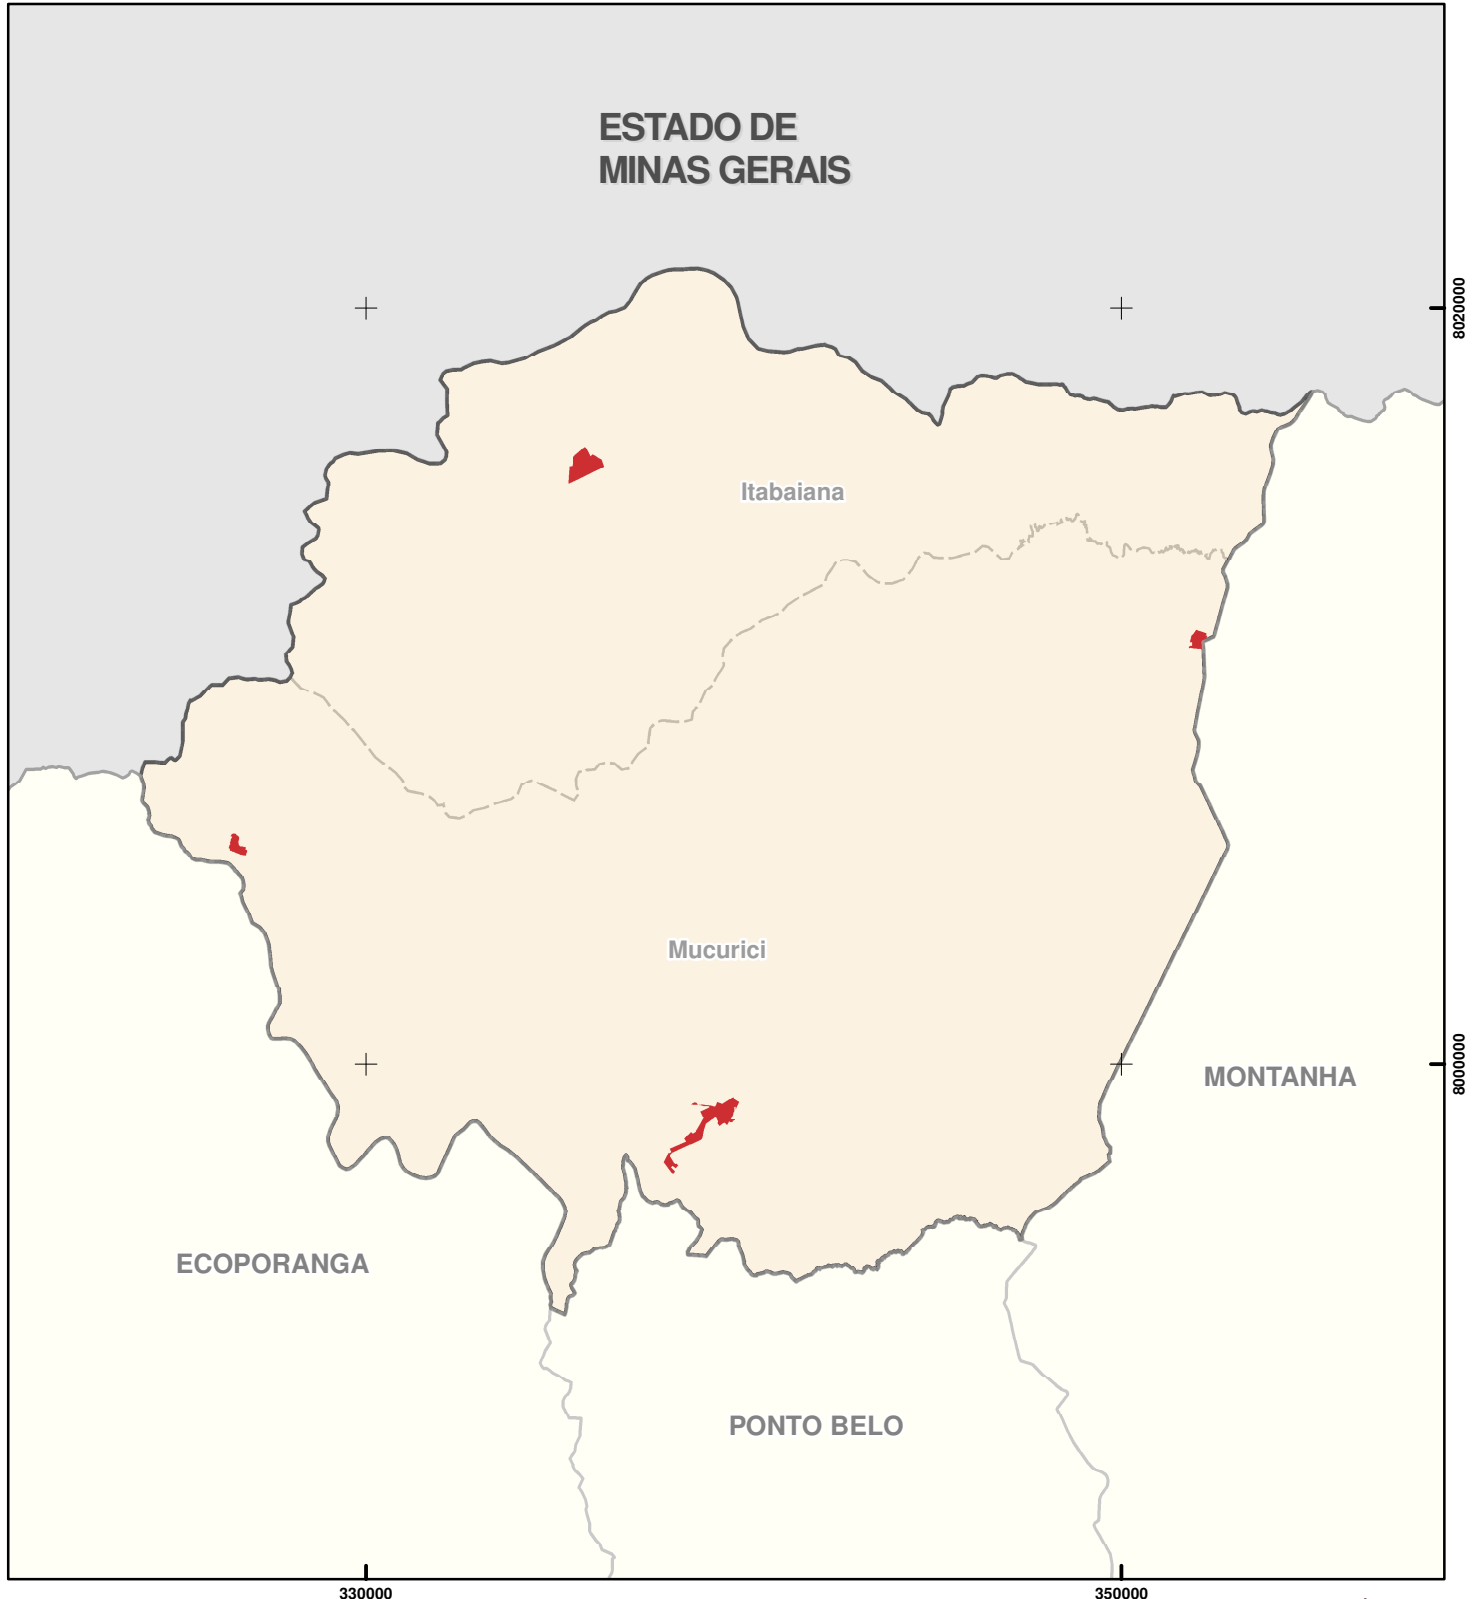 ESTADO DE
MINAS GERAIS
8020000
Itabaiana
Mucurici
8000000
MONTANHA
ECOPORANGA
PONTO BELO
330000
350000